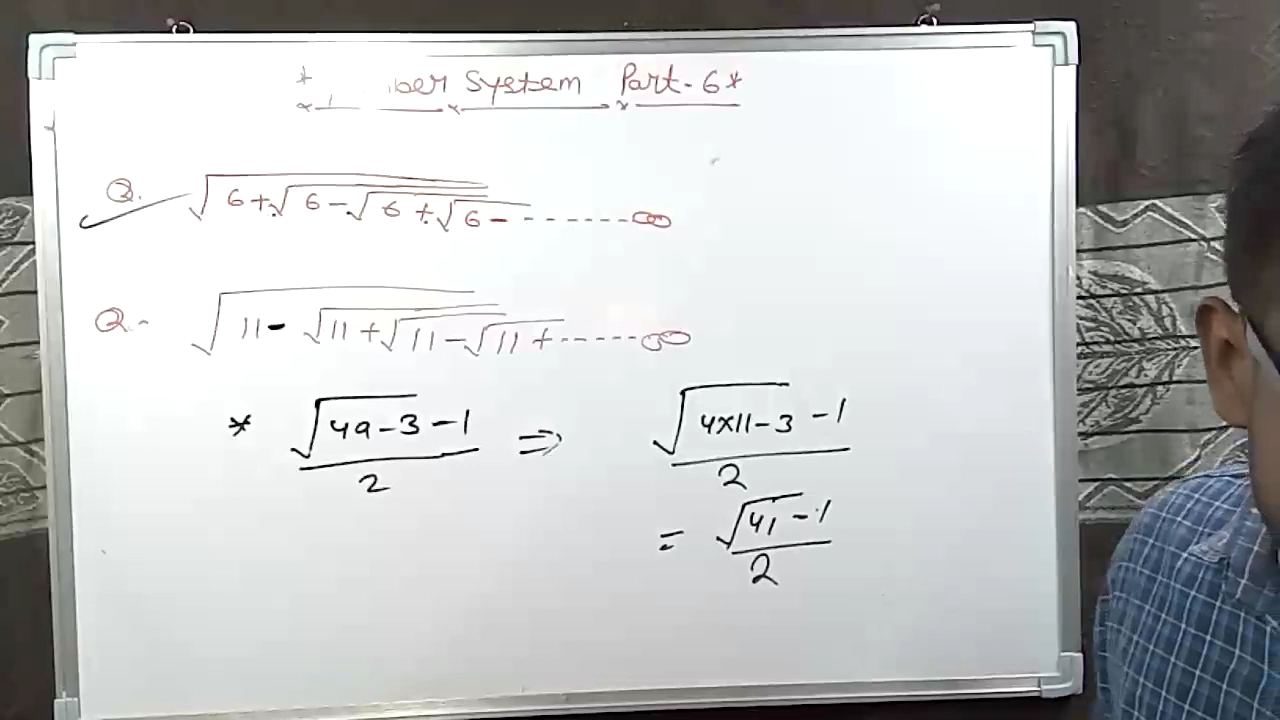 * ber System Part-6*
Q. √6+√6-√6+√6- ------∞
Q- √11-√11+√11-√11+-----∞
* √4a-3 -1 / 2 ⇒ √4×11-3 -1 / 2
= √41 -1 / 2